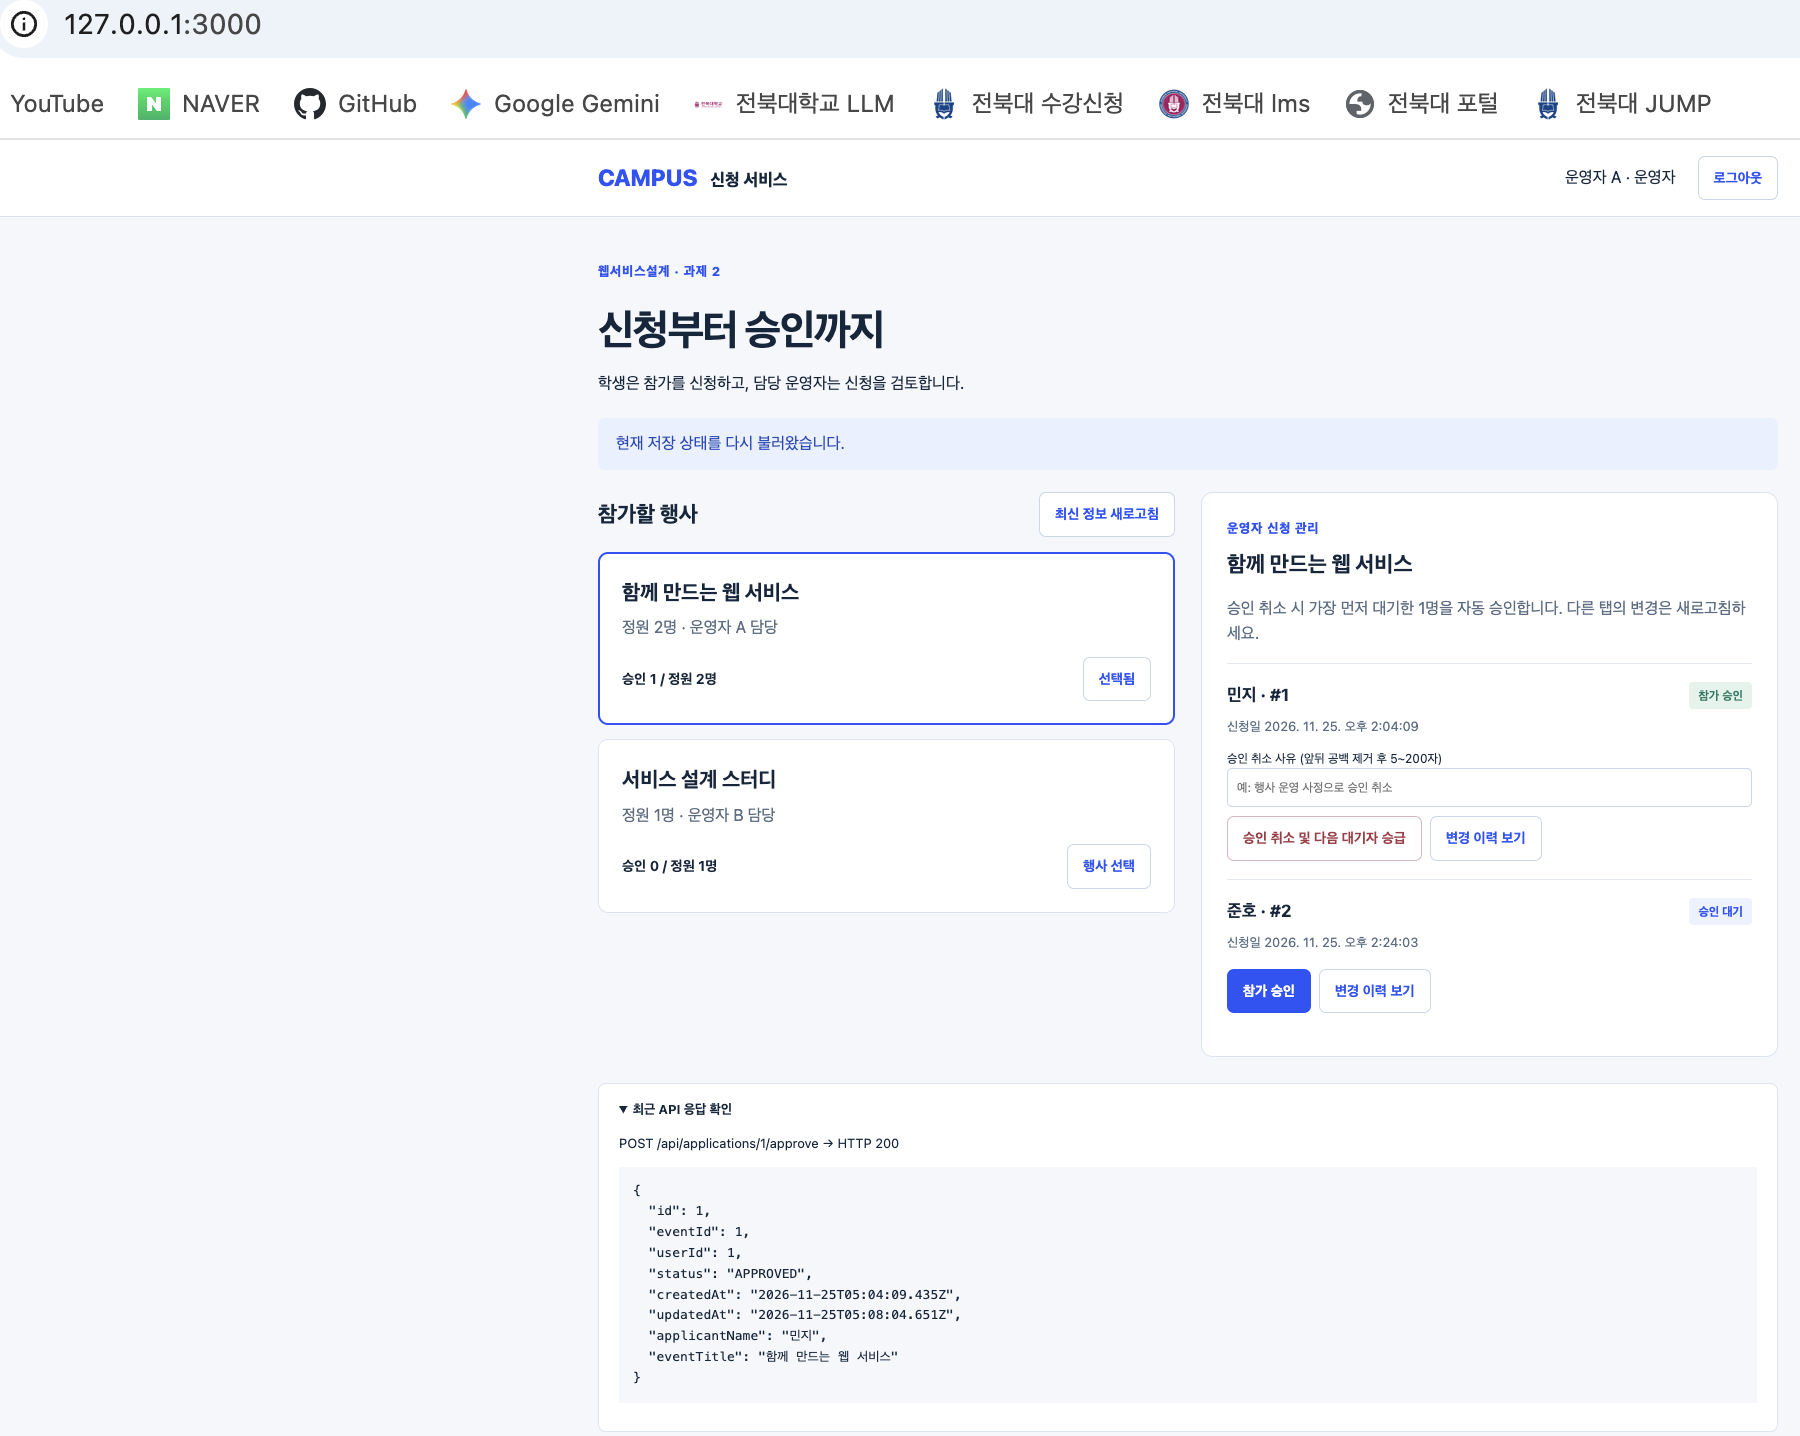 127.0.0.1:3000
YouTube NAVER GitHub Google Gemini 전북대학교 LLM 전북대 수강신청 전북대 lms 전북대 포털 전북대 JUMP
CAMPUS 신청 서비스
운영자 A · 운영자 로그아웃
웹서비스설계 · 과제 2
신청부터 승인까지
학생은 참가를 신청하고, 담당 운영자는 신청을 검토합니다.
현재 저장 상태를 다시 불러왔습니다.
참가할 행사 최신 정보 새로고침
함께 만드는 웹 서비스
정원 2명 · 운영자 A 담당
승인 1 / 정원 2명 선택됨
서비스 설계 스터디
정원 1명 · 운영자 B 담당
승인 0 / 정원 1명 행사 선택
운영자 신청 관리
함께 만드는 웹 서비스
승인 취소 시 가장 먼저 대기한 1명을 자동 승인합니다. 다른 탭의 변경은 새로고침하
세요.
민지 · #1 참가 승인
신청일 2026. 11. 25. 오후 2:04:09
승인 취소 사유 (앞뒤 공백 제거 후 5~200자)
예: 행사 운영 사정으로 승인 취소
승인 취소 및 다음 대기자 승급 변경 이력 보기
준호 · #2 승인 대기
신청일 2026. 11. 25. 오후 2:24:03
참가 승인 변경 이력 보기
▼ 최근 API 응답 확인
POST /api/applications/1/approve → HTTP 200
{
"id": 1,
"eventId": 1,
"userId": 1,
"status": "APPROVED",
"createdAt": "2026-11-25T05:04:09.435Z",
"updatedAt": "2026-11-25T05:08:04.651Z",
"applicantName": "민지",
"eventTitle": "함께 만드는 웹 서비스"
}